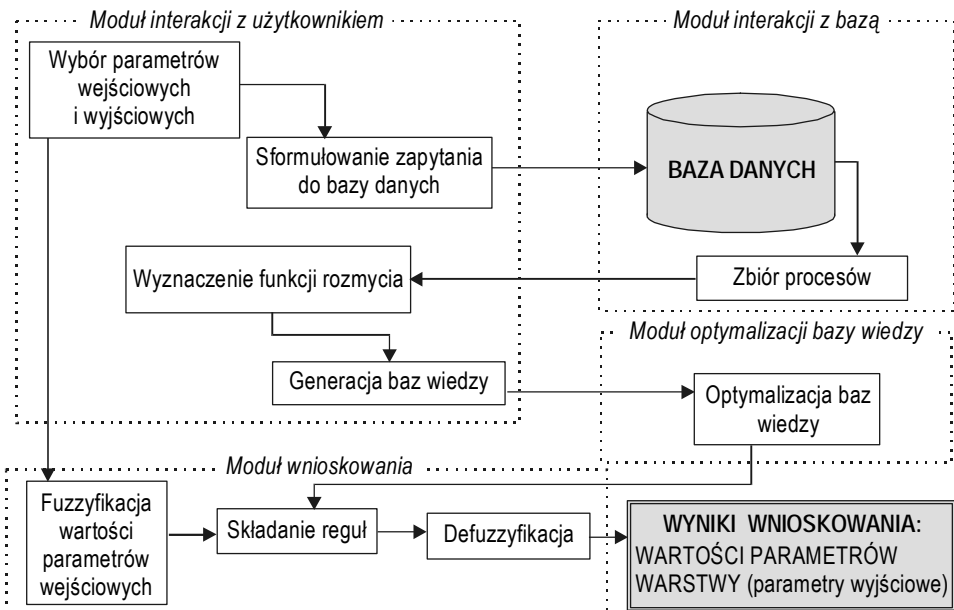 Moduł interakcji z użytkownikiem
Moduł interakcji z bazą
Wybór parametrów
wejściowych
i wyjściowych
Sformułowanie zapytania
do bazy danych
BAZA DANYCH
Wyznaczenie funkcji rozmycia
Zbiór procesów
Moduł optymalizacji bazy wiedzy
Generacja baz wiedzy
Optymalizacja baz
wiedzy
Moduł wnioskowania
Fuzzyfikacja
wartości
parametrów
wejściowych
Składanie reguł
Defuzzyfikacja
WYNIKI WNIOSKOWANIA:
WARTOŚCI PARAMETRÓW
WARSTWY (parametry wyjściowe)